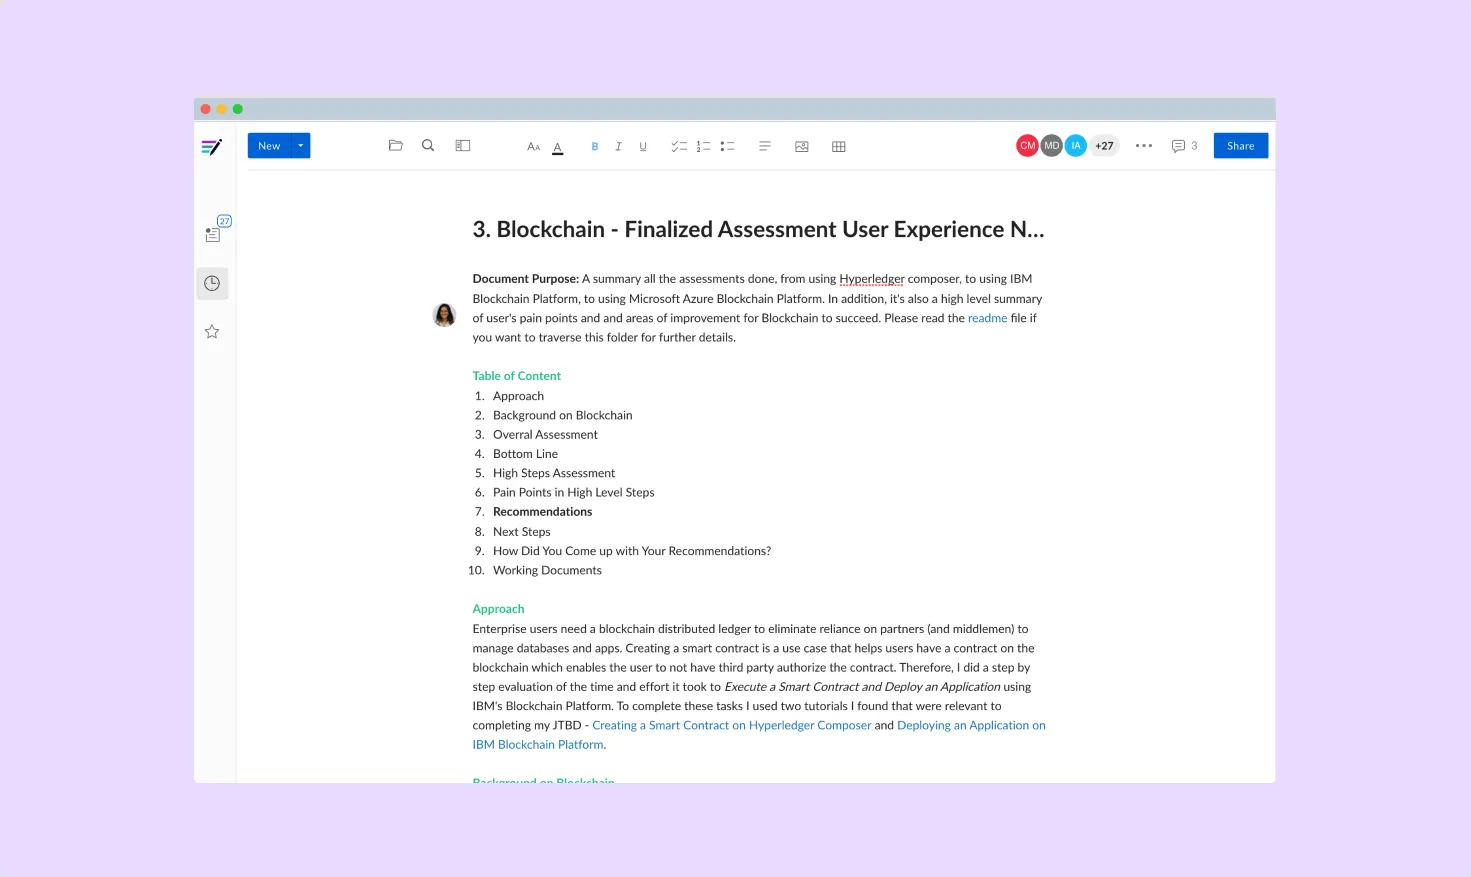 New
B I U
CM MD IA +27 3 Share
27
3. Blockchain - Finalized Assessment User Experience N...
Document Purpose: A summary all the assessments done, from using Hyperledger composer, to using IBM
Blockchain Platform, to using Microsoft Azure Blockchain Platform. In addition, it's also a high level summary
of user's pain points and and areas of improvement for Blockchain to succeed. Please read the readme file if
you want to traverse this folder for further details.
Table of Content
1. Approach
2. Background on Blockchain
3. Overral Assessment
4. Bottom Line
5. High Steps Assessment
6. Pain Points in High Level Steps
7. Recommendations
8. Next Steps
9. How Did You Come up with Your Recommendations?
10. Working Documents
Approach
Enterprise users need a blockchain distributed ledger to eliminate reliance on partners (and middlemen) to
manage databases and apps. Creating a smart contract is a use case that helps users have a contract on the
blockchain which enables the user to not have third party authorize the contract. Therefore, I did a step by
step evaluation of the time and effort it took to Execute a Smart Contract and Deploy an Application using
IBM's Blockchain Platform. To complete these tasks I used two tutorials I found that were relevant to
completing my JTBD - Creating a Smart Contract on Hyperledger Composer and Deploying an Application on
IBM Blockchain Platform.
Background on Blockchain